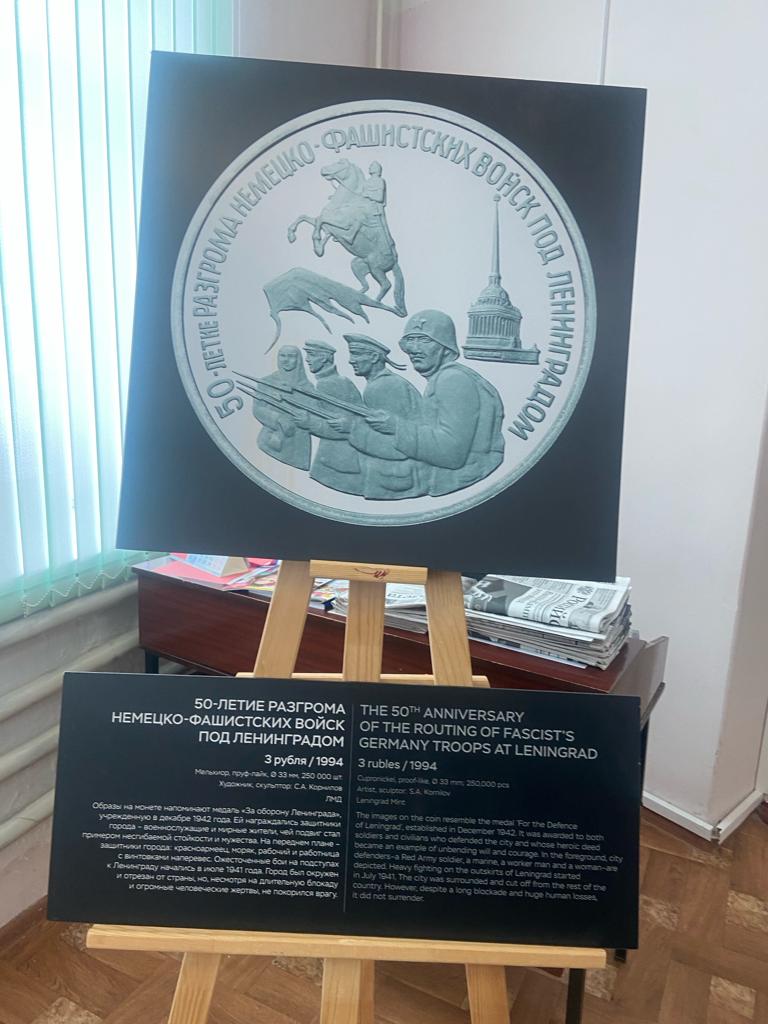 50-ЛЕТИЕ РАЗГРОМА НЕМЕЦКО-ФАШИСТСКИХ ВОЙСК ПОД ЛЕНИНГРАДОМ
50-ЛЕТИЕ РАЗГРОМА
НЕМЕЦКО-ФАШИСТСКИХ ВОЙСК
ПОД ЛЕНИНГРАДОМ
3 рубля / 1994
Мельхиор, пруф-лайк, Ø 33 мм, 250 000 шт.
Художник, скульптор: С.А. Корнилов
ЛМД
Образы на монете напоминают медаль «За оборону Ленинграда»,
учрежденную в декабре 1942 года. Ей награждались защитники
города – военнослужащие и мирные жители, чей подвиг стал
примером несгибаемой стойкости и мужества. На переднем плане –
защитники города: красноармеец, моряк, рабочий и работница
с винтовками наперевес. Ожесточенные бои на подступах
к Ленинграду начались в июле 1941 года. Город был окружен
и отрезан от страны, но, несмотря на длительную блокаду
и огромные человеческие жертвы, не покорился врагу.
THE 50TH ANNIVERSARY
OF THE ROUTING OF FASCIST'S
GERMANY TROOPS AT LENINGRAD
3 rubles / 1994
Cupronickel, proof-like, Ø 33 mm; 250,000 pcs
Artist, sculptor: S.A. Kornilov
Leningrad Mint
The images on the coin resemble the medal 'For the Defence
of Leningrad', established in December 1942. It was awarded to both
soldiers and civilians who defended the city and whose heroic deed
became an example of unbending will and courage. In the foreground, city
defenders–a Red Army soldier, a marine, a worker man and a woman–are
depicted. Heavy fighting on the outskirts of Leningrad started
in July 1941. The city was surrounded and cut off from the rest of the
country. However, despite a long blockade and huge human losses,
it did not surrender.